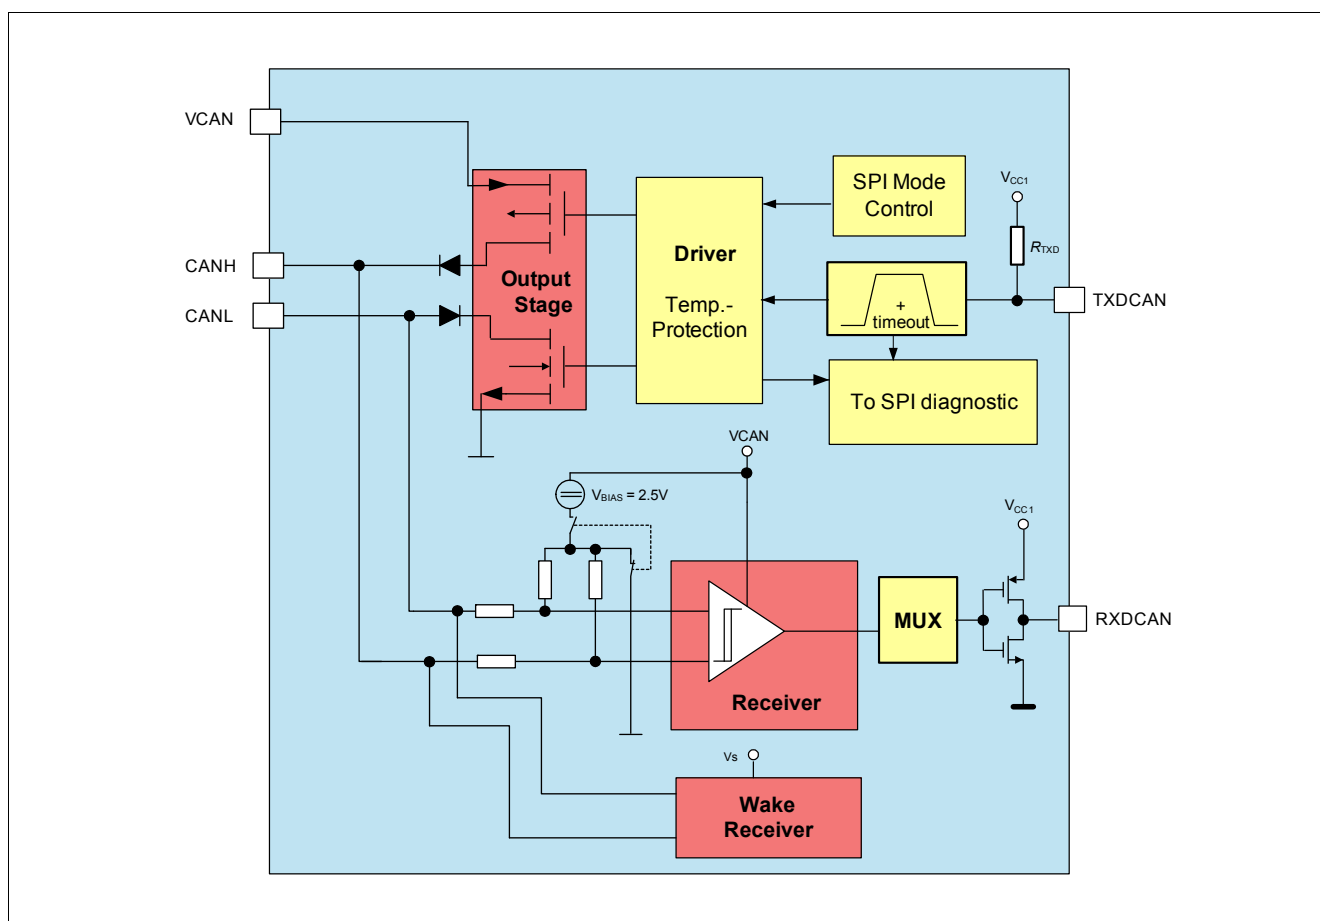 VCAN
SPI Mode
Control
VCC1
RTXD
CANH
Driver
Output
Stage
CANL
Temp.-
Protection
+
timeout
TXDCAN
To SPI diagnostic
VCAN
VBIAS = 2.5V
VCC1
MUX
RXDCAN
Receiver
Vs
Wake
Receiver